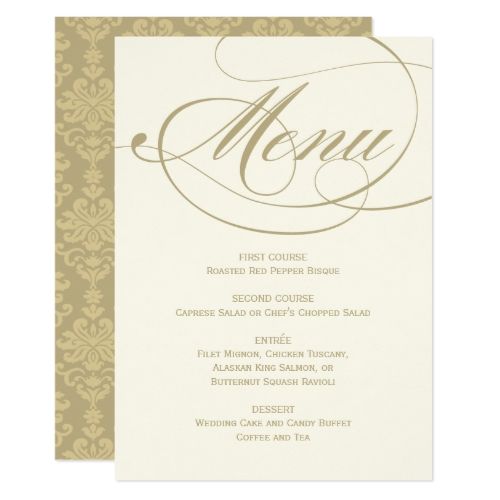 Menu
FIRST COURSE
Roasted Red Pepper Bisque
SECOND COURSE
Caprese Salad or Chef's Chopped Salad
ENTRÉE
Filet Mignon, Chicken Tuscany,
Alaskan King Salmon, or
Butternut Squash Ravioli
DESSERT
Wedding Cake and Candy Buffet
Coffee and Tea